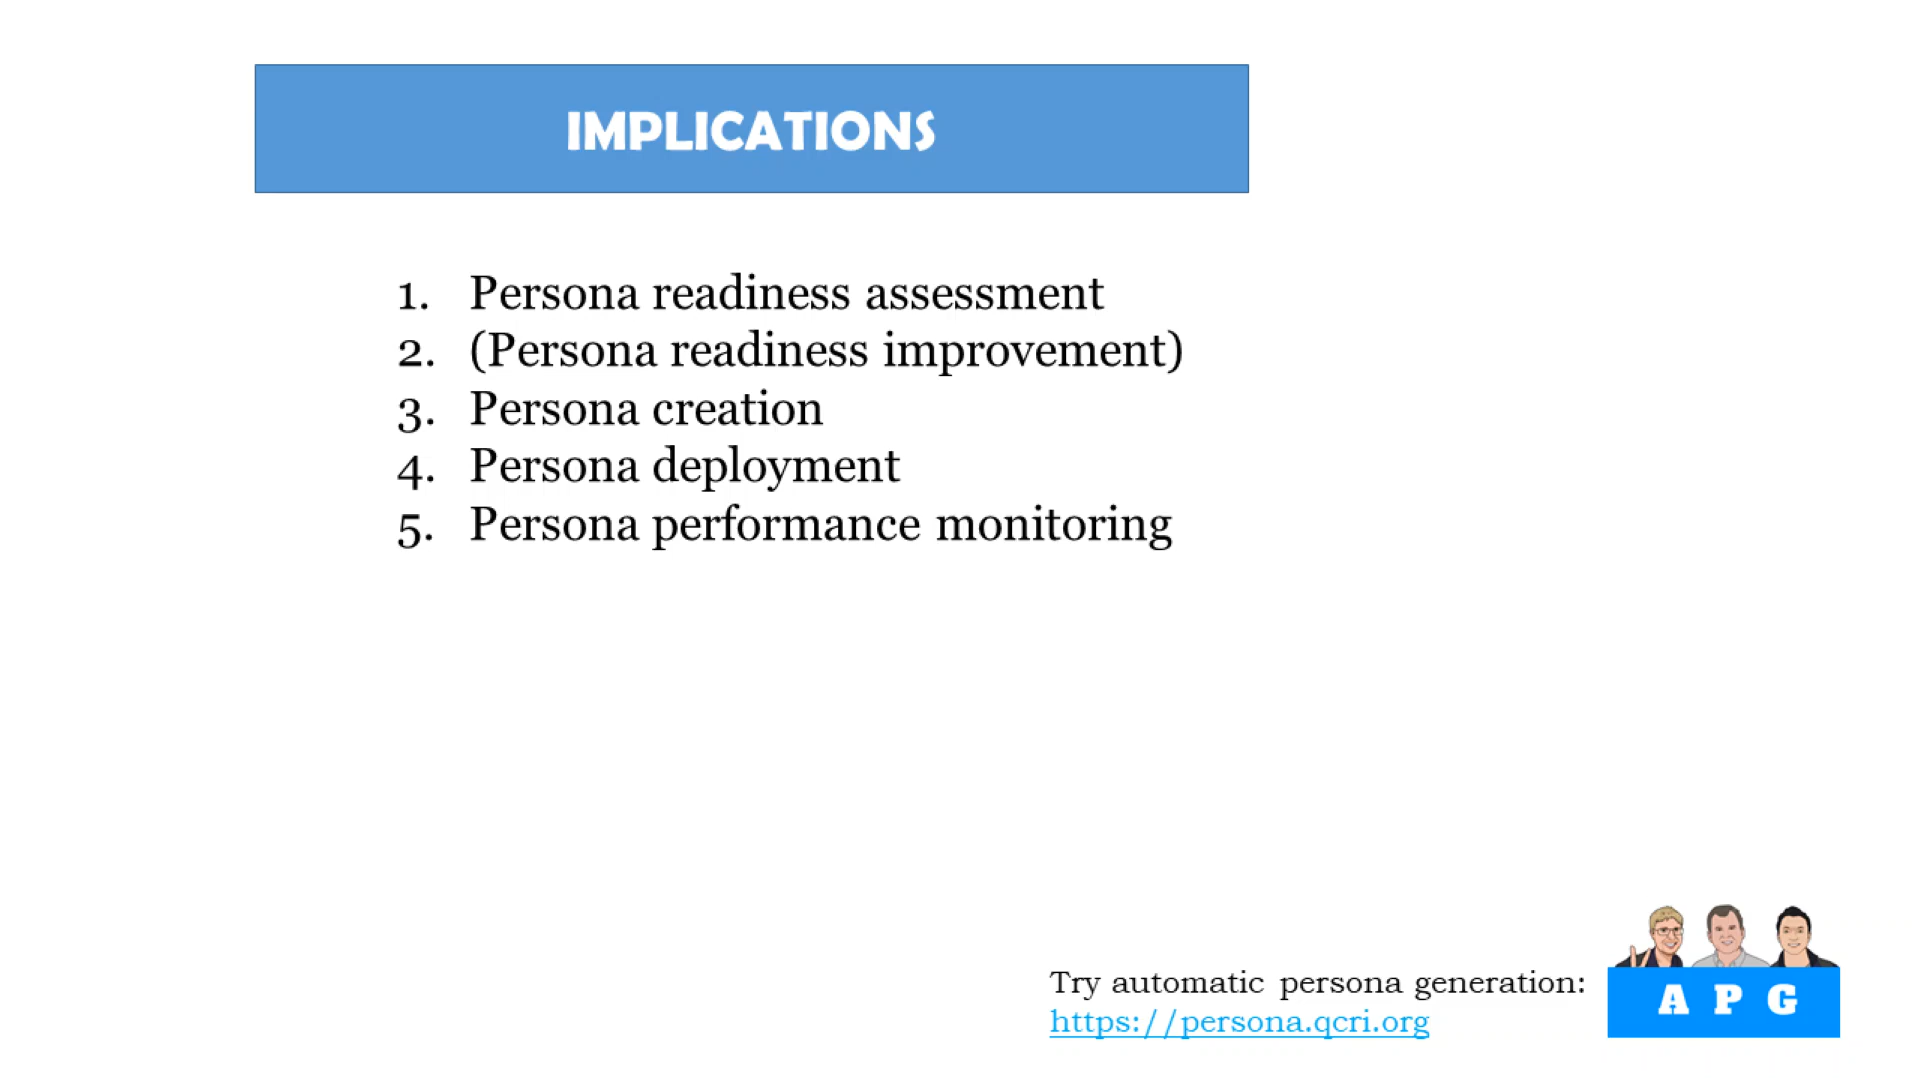 IMPLICATIONS
1. Persona readiness assessment
2. (Persona readiness improvement)
3. Persona creation
4. Persona deployment
5. Persona performance monitoring
Try automatic persona generation:
https://persona.qcri.org
A P G